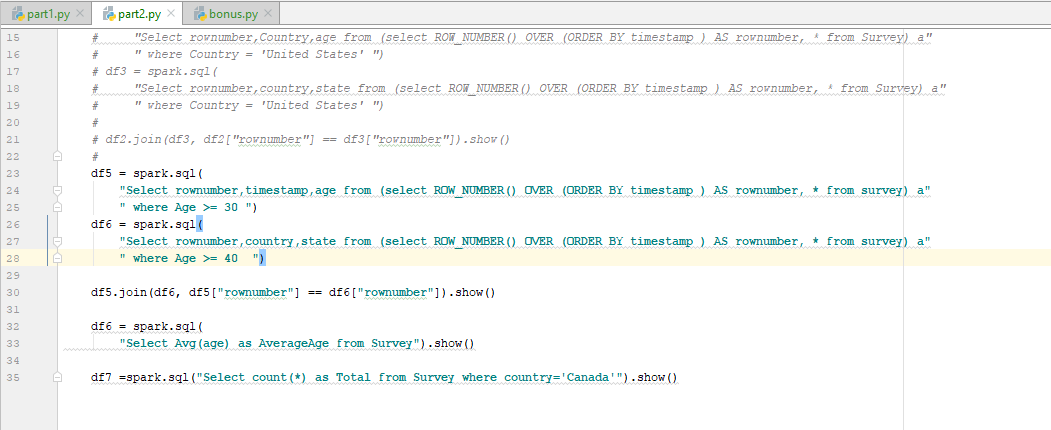 part1.py part2.py bonus.py
15 # "Select rownumber,Country,age from (select ROW_NUMBER() OVER (ORDER BY timestamp ) AS rownumber, * from Survey) a"
16 # " where Country = 'United States' ")
17 # df3 = spark.sql(
18 # "Select rownumber,country,state from (select ROW_NUMBER() OVER (ORDER BY timestamp ) AS rownumber, * from Survey) a"
19 # " where Country = 'United States' ")
20 #
21 # df2.join(df3, df2["rownumber"] == df3["rownumber"]).show()
22 #
23 df5 = spark.sql(
24 "Select rownumber,timestamp,age from (select ROW_NUMBER() OVER (ORDER BY timestamp ) AS rownumber, * from survey) a"
25 " where Age >= 30 ")
26 df6 = spark.sql(
27 "Select rownumber,country,state from (select ROW_NUMBER() OVER (ORDER BY timestamp ) AS rownumber, * from survey) a"
28 " where Age >= 40  ")
29
30 df5.join(df6, df5["rownumber"] == df6["rownumber"]).show()
31
32 df6 = spark.sql(
33 "Select Avg(age) as AverageAge from Survey").show()
34
35 df7 =spark.sql("Select count(*) as Total from Survey where country='Canada'").show()